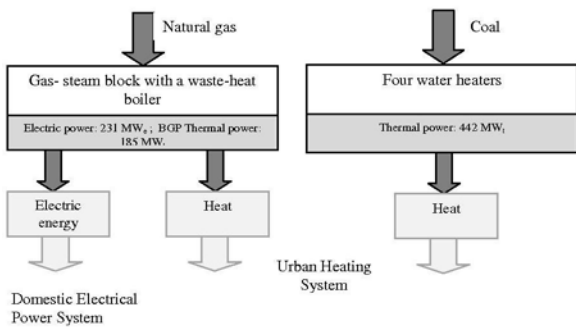 Natural gas
Coal
Gas- steam block with a waste-heat
boiler
Electric power: 231 MWe ; BGP Thermal power:
185 MWt
Four water heaters
Thermal power: 442 MWt
Electric
energy
Heat
Heat
Urban Heating
System
Domestic Electrical
Power System